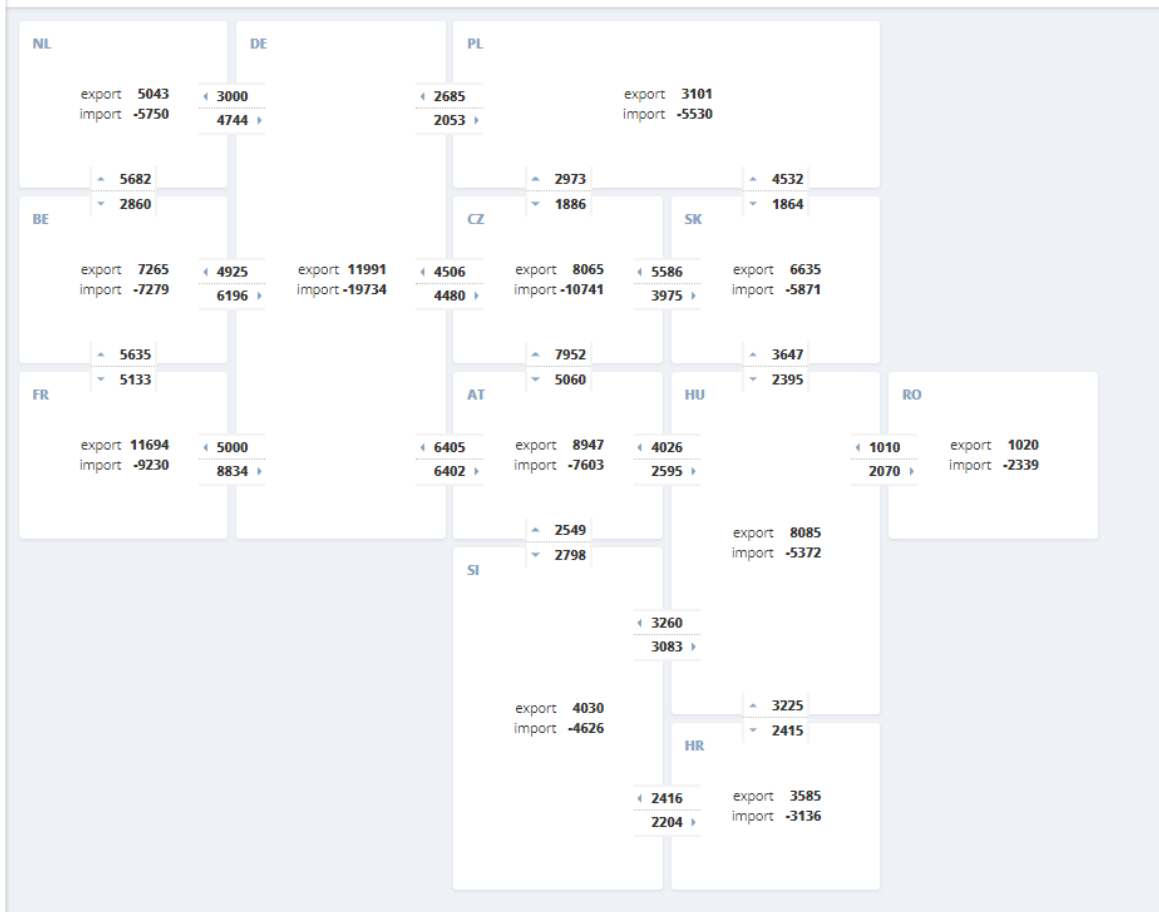 NL
DE
PL
export 5043
import -5750
3000
4744
2685
2053
export 3101
import -5530
5682
2860
2973
1886
4532
1864
BE
CZ
SK
export 7265
import -7279
4925
6196
export 11991
import -19734
4506
4480
export 8065
import -10741
5586
3975
export 6635
import -5871
5635
5133
7952
5060
3647
2395
FR
AT
HU
RO
export 11694
import -9230
5000
8834
6405
6402
export 8947
import -7603
4026
2595
1010
2070
export 1020
import -2339
2549
2798
export 8085
import -5372
SI
3260
3083
export 4030
import -4626
3225
2415
HR
2416
2204
export 3585
import -3136